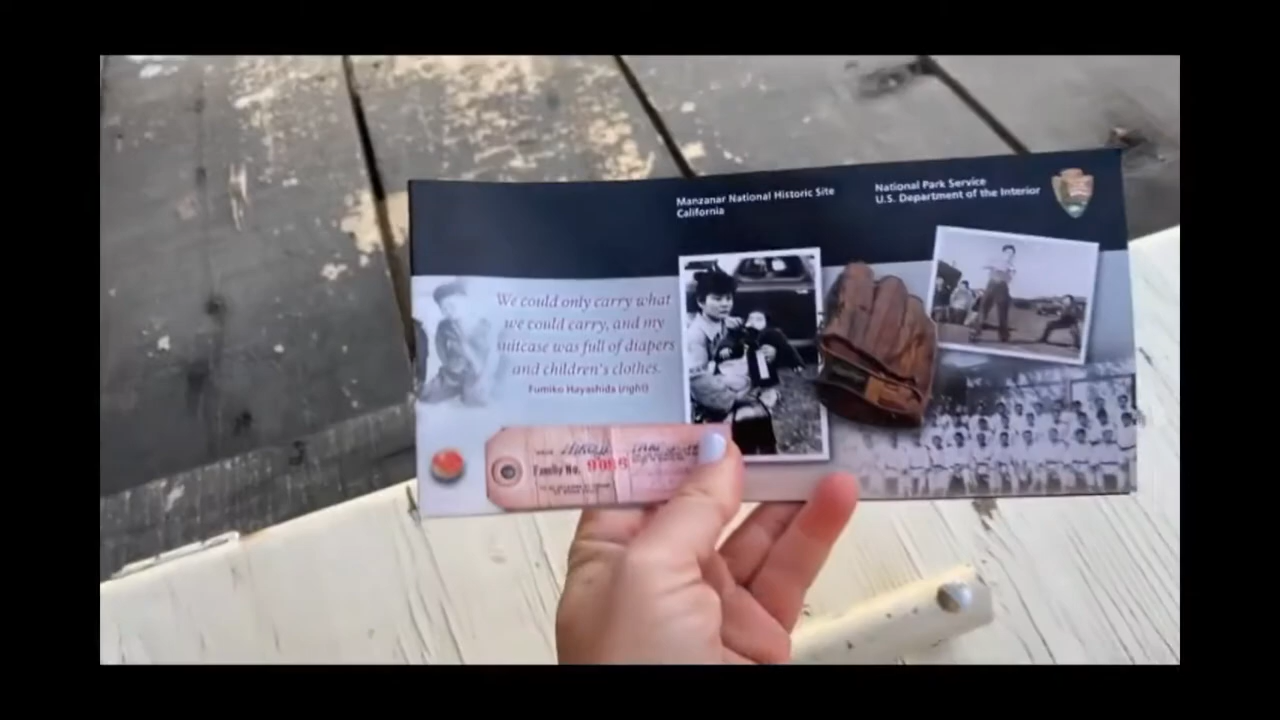 Manzanar National Historic Site
California
National Park Service
U.S. Department of the Interior
We could only carry what
we could carry, and my
suitcase was full of diapers
and children's clothes.
Fumiko Hayashida (right)
Family No.